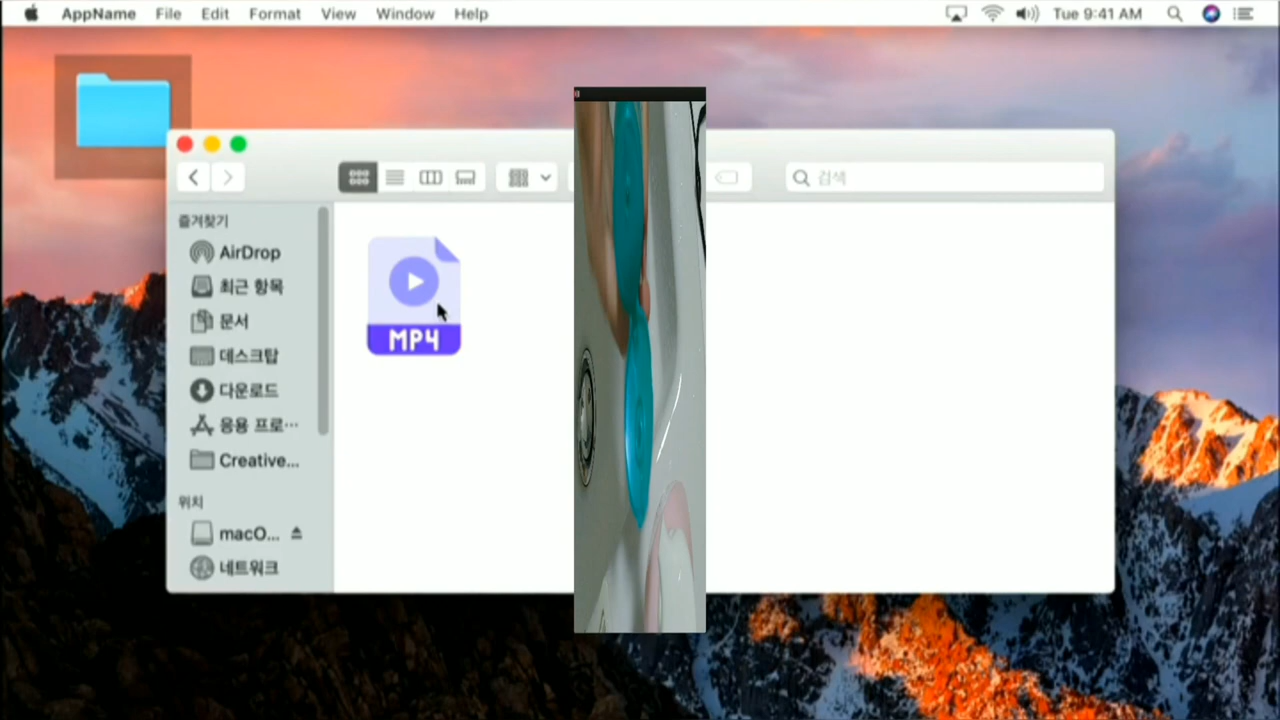 AppName File Edit Format View Window Help Tue 9:41 AM
검색
즐겨찾기
AirDrop
최근 항목
문서
데스크탑
다운로드
응용 프로…
Creative...
위치
macO...
네트워크
MP4